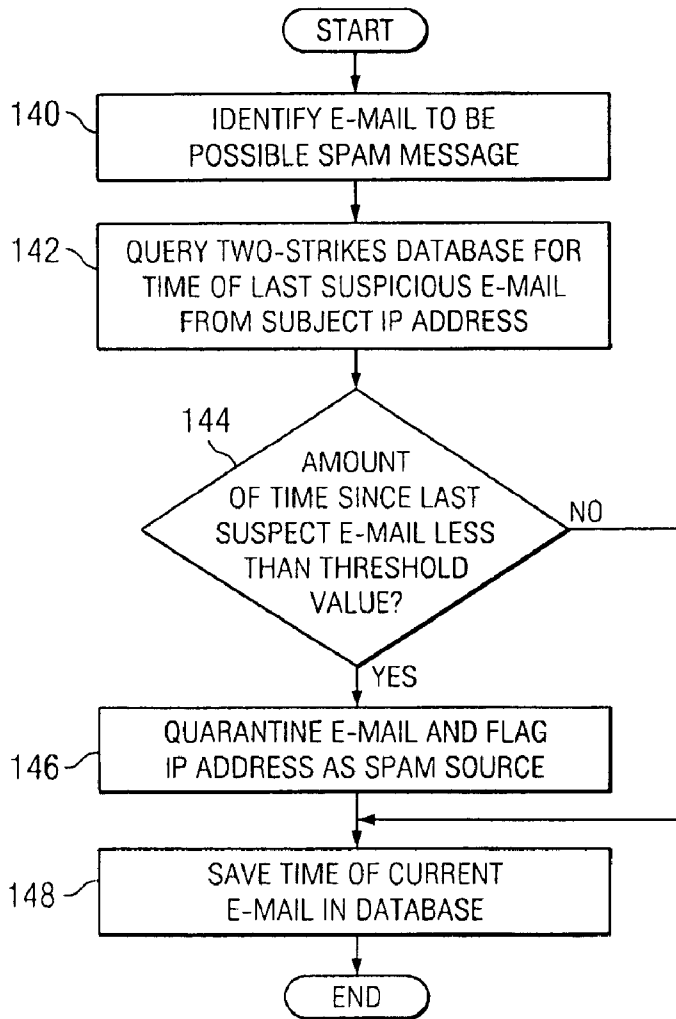 START
140
IDENTIFY E-MAIL TO BE
POSSIBLE SPAM MESSAGE
142
QUERY TWO-STRIKES DATABASE FOR
TIME OF LAST SUSPICIOUS E-MAIL
FROM SUBJECT IP ADDRESS
144
AMOUNT
OF TIME SINCE LAST
SUSPECT E-MAIL LESS
THAN THRESHOLD
VALUE?
NO
YES
146
QUARANTINE E-MAIL AND FLAG
IP ADDRESS AS SPAM SOURCE
148
SAVE TIME OF CURRENT
E-MAIL IN DATABASE
END